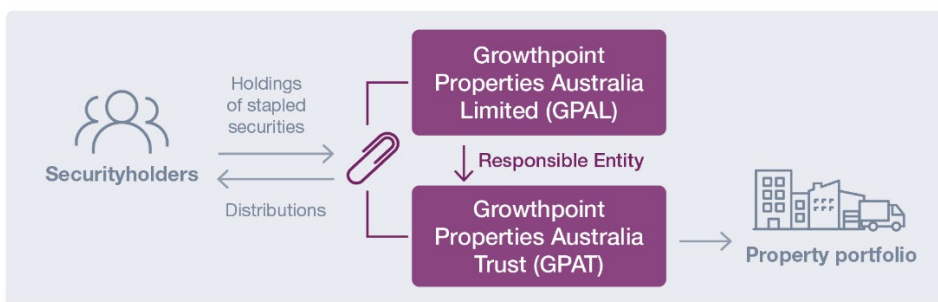 Holdings
of stapled
securities
Securityholders
Distributions
Growthpoint
Properties Australia
Limited (GPAL)
Responsible Entity
Growthpoint
Properties Australia
Trust (GPAT)
Property portfolio